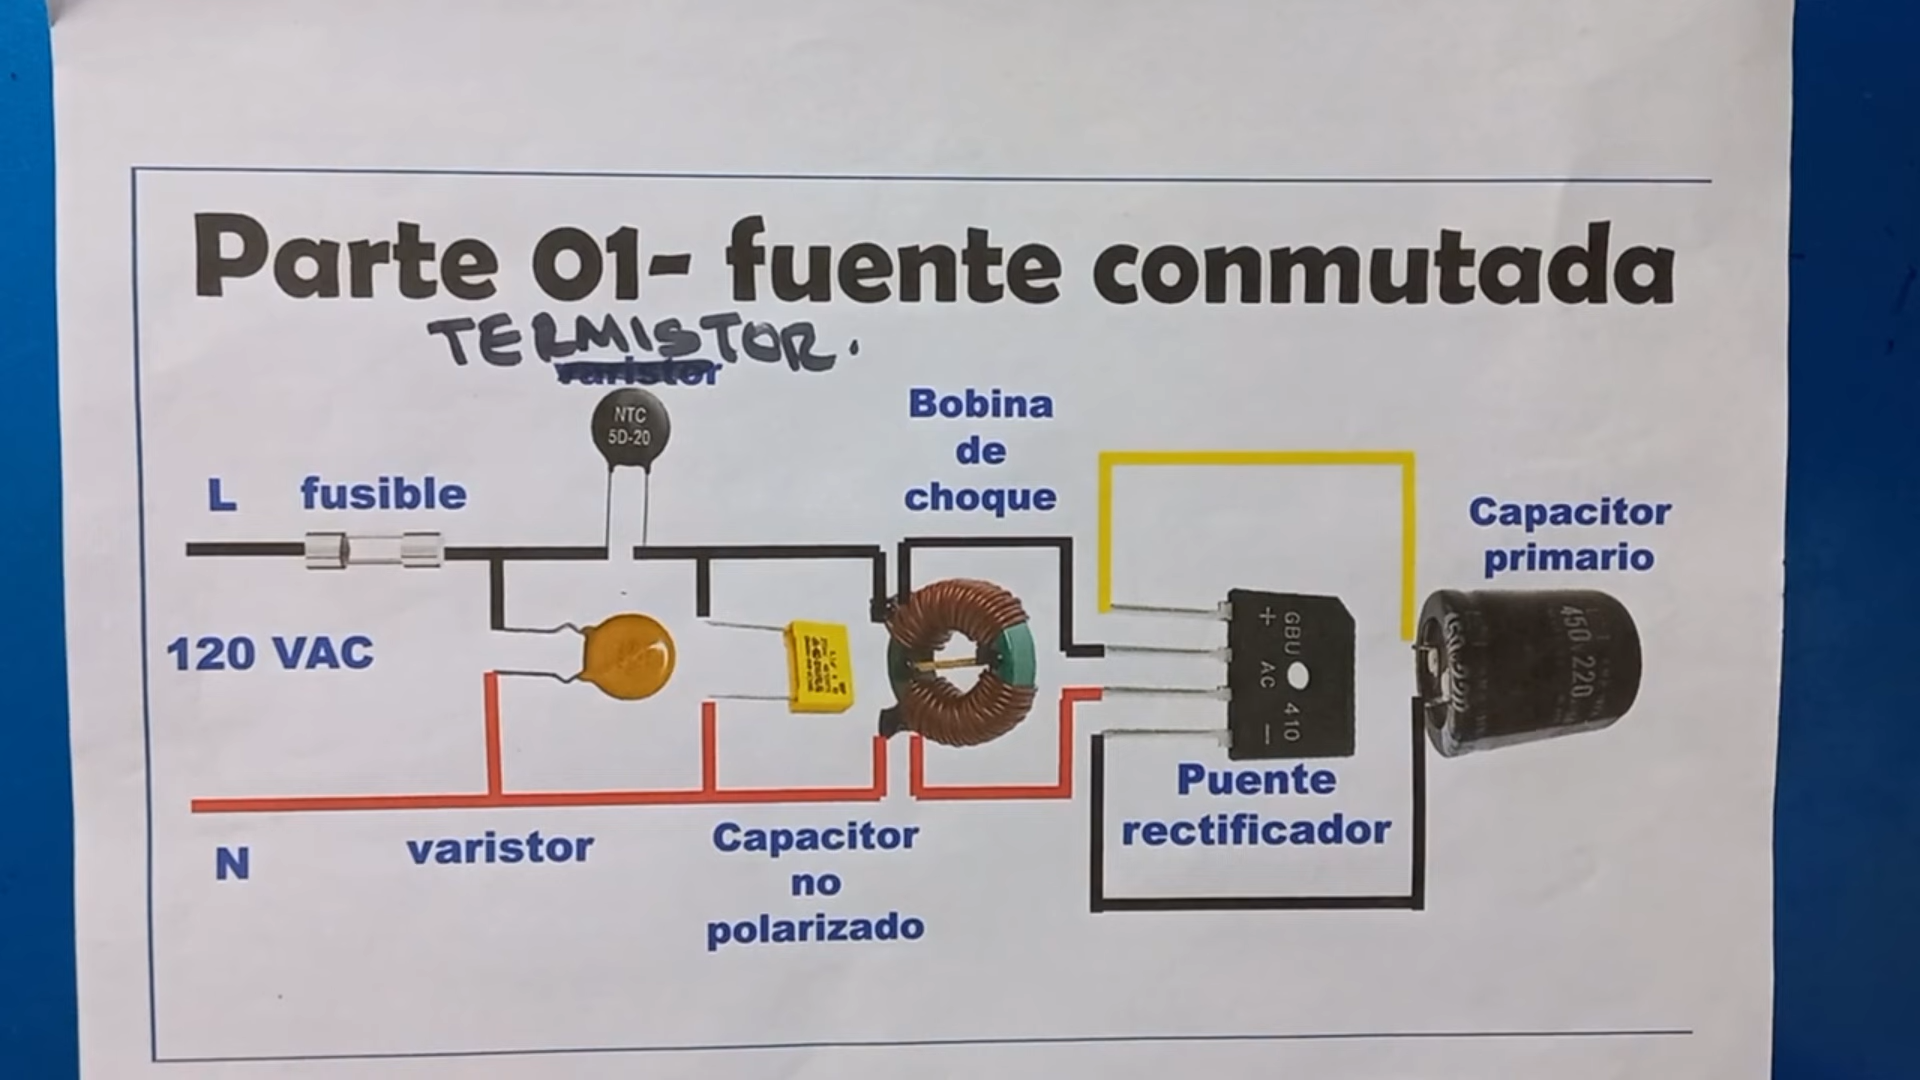 Parte 01- fuente conmutada
TERMISTOR.
varistor
NTC
5D-20
Bobina
de
choque
L fusible
Capacitor
primario
120 VAC
+ AC −
GBU 410
450V 220
Puente
rectificador
N
varistor
Capacitor
no
polarizado